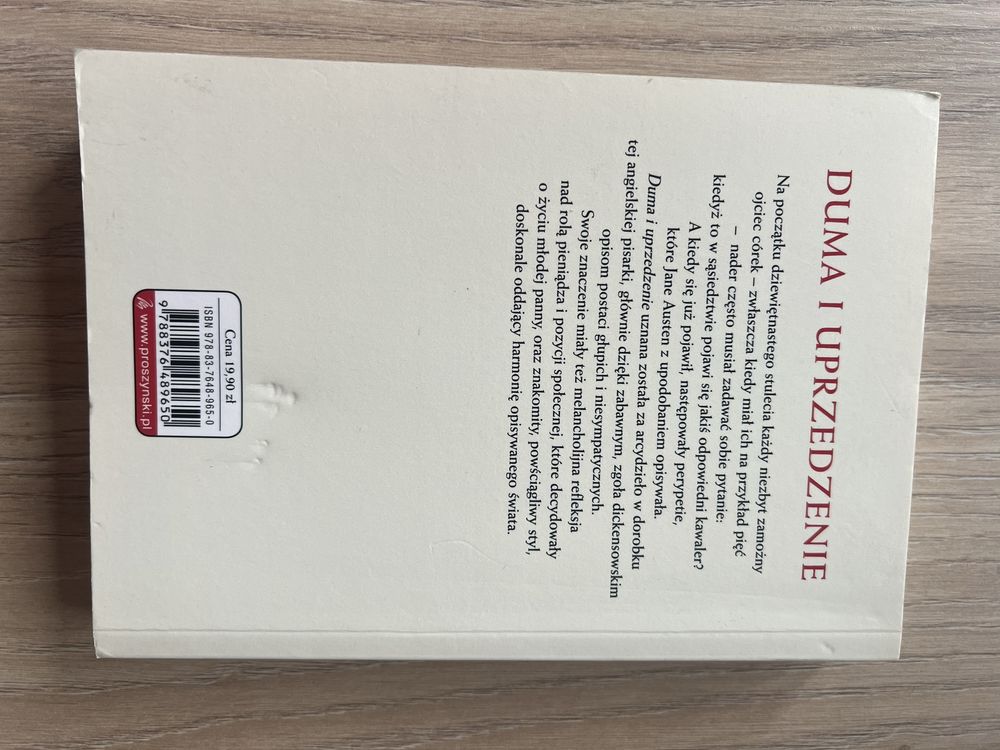 DUMA I UPRZEDZENIE
Na początku dziewiętnastego stulecia każdy niezbyt zamożny
ojciec córek – zwłaszcza kiedy miał ich na przykład pięć
– nader często musiał zadawać sobie pytanie:
kiedyż to w sąsiedztwie pojawi się jakiś odpowiedni kawaler?
A kiedy się już pojawił, następowały perypetie,
które Jane Austen z upodobaniem opisywała.
Duma i uprzedzenie uznana została za arcydzieło w dorobku
tej angielskiej pisarki, głównie dzięki zabawnym, zgoła dickensowskim
opisom postaci głupich i niesympatycznych.
Swoje znaczenie miały też melancholijna refleksja
nad rolą pieniądza i pozycji społecznej, które decydowały
o życiu młodej panny, oraz znakomity, powściągliwy styl,
doskonale oddający harmonię opisywanego świata.
Cena 19,90 zł
ISBN 978-83-7648-965-0
9 788376 489650
www.proszynski.pl